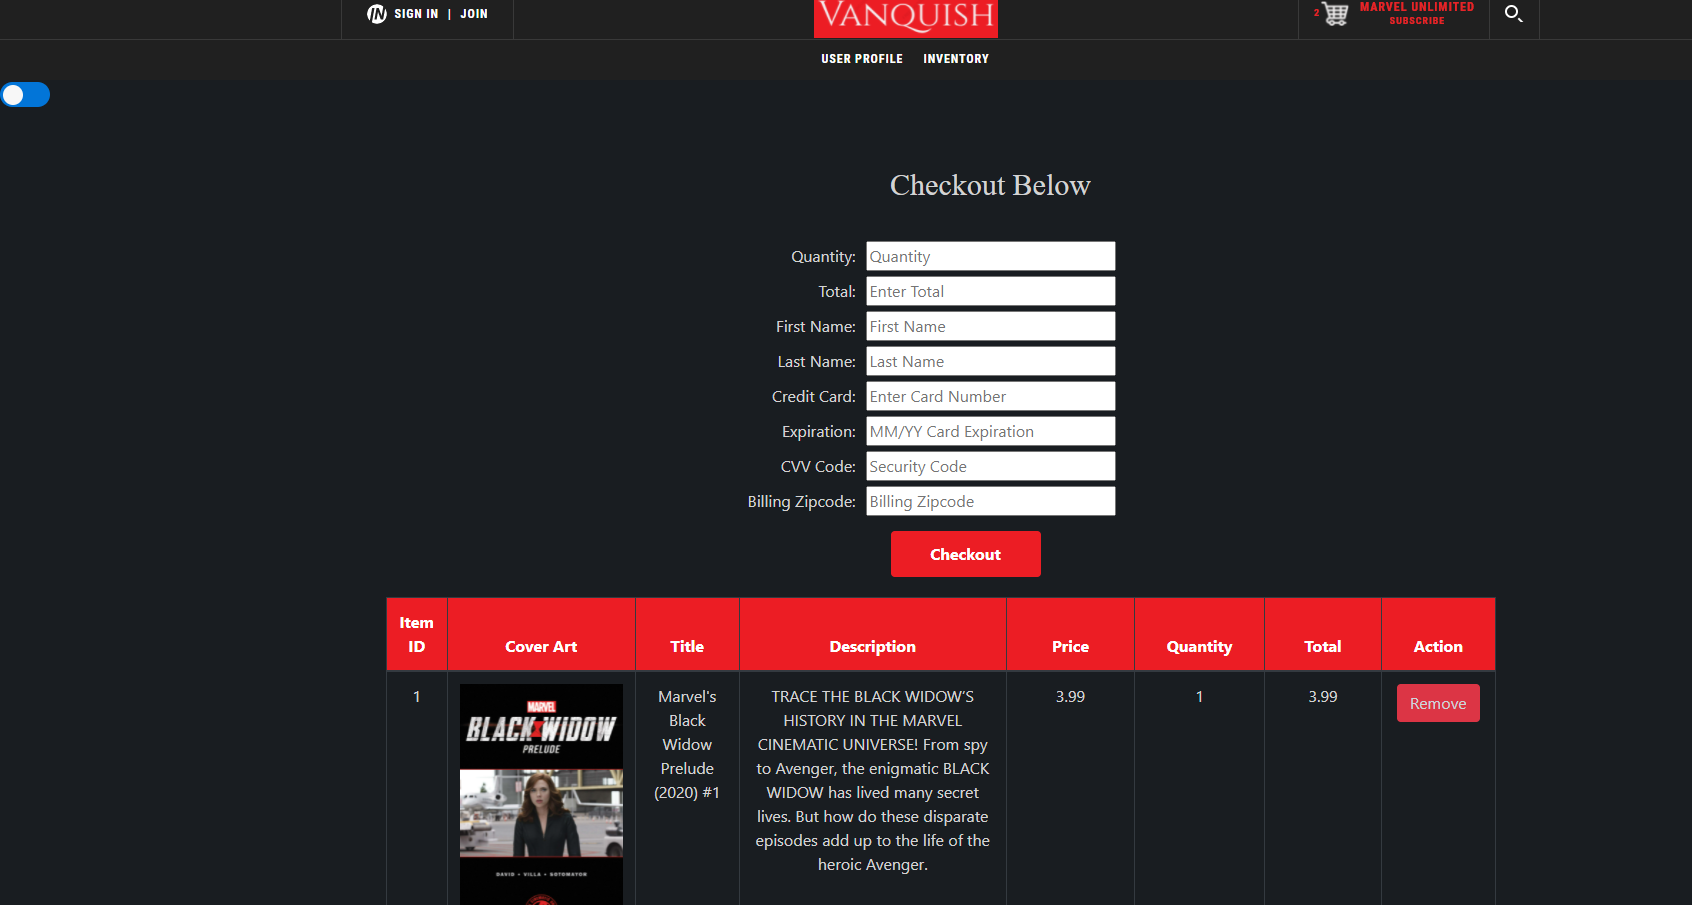 IN SIGN IN | JOIN
VANQUISH
2 MARVEL UNLIMITED
SUBSCRIBE
USER PROFILE INVENTORY
Checkout Below
Quantity: Quantity
Total: Enter Total
First Name: First Name
Last Name: Last Name
Credit Card: Enter Card Number
Expiration: MM/YY Card Expiration
CVV Code: Security Code
Billing Zipcode: Billing Zipcode
Checkout
Item
ID Cover Art Title Description Price Quantity Total Action
1
MARVEL
BLACK WIDOW
PRELUDE
DAVID • VILLA • SOTOMAYOR
Marvel's
Black
Widow
Prelude
(2020) #1
TRACE THE BLACK WIDOW’S
HISTORY IN THE MARVEL
CINEMATIC UNIVERSE! From spy
to Avenger, the enigmatic BLACK
WIDOW has lived many secret
lives. But how do these disparate
episodes add up to the life of the
heroic Avenger.
3.99
1
3.99
Remove